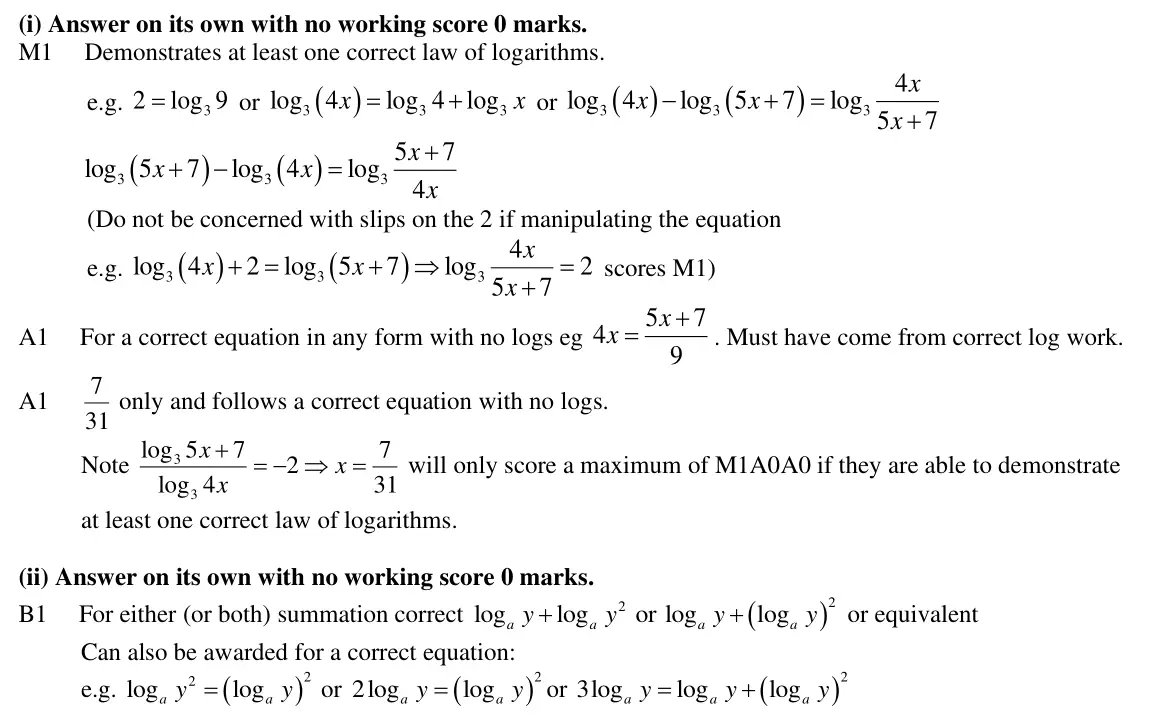 (i) Answer on its own with no working score 0 marks.
M1 Demonstrates at least one correct law of logarithms.
e.g. 2 = log₃ 9 or log₃ (4x) = log₃ 4 + log₃ x or log₃ (4x) − log₃ (5x + 7) = log₃ \frac{4x}{5x + 7}
log₃ (5x + 7) − log₃ (4x) = log₃ \frac{5x + 7}{4x}
(Do not be concerned with slips on the 2 if manipulating the equation
e.g. log₃ (4x) + 2 = log₃ (5x + 7) ⇒ log₃ \frac{4x}{5x + 7} = 2 scores M1)
A1 For a correct equation in any form with no logs eg 4x = \frac{5x + 7}{9} . Must have come from correct log work.
A1 \frac{7}{31} only and follows a correct equation with no logs.
Note \frac{log₃ 5x + 7}{log₃ 4x} = −2 ⇒ x = \frac{7}{31} will only score a maximum of M1A0A0 if they are able to demonstrate
at least one correct law of logarithms.
(ii) Answer on its own with no working score 0 marks.
B1 For either (or both) summation correct logₐ y + logₐ y² or logₐ y + (logₐ y)² or equivalent
Can also be awarded for a correct equation:
e.g. logₐ y² = (logₐ y)² or 2logₐ y = (logₐ y)² or 3logₐ y = logₐ y + (logₐ y)²